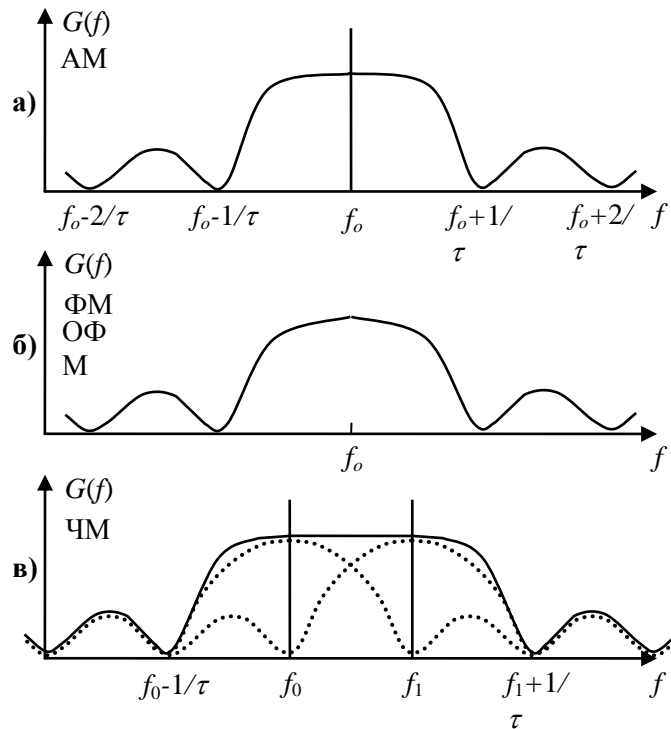 G(f)
АМ
а)
fo-2/τ fo-1/τ fo fo+1/ fo+2/ f
τ τ
G(f)
ФМ
ОФ
М
б)
fo f
G(f)
ЧМ
в)
f0-1/τ f0 f1 f1+1/ f
τ